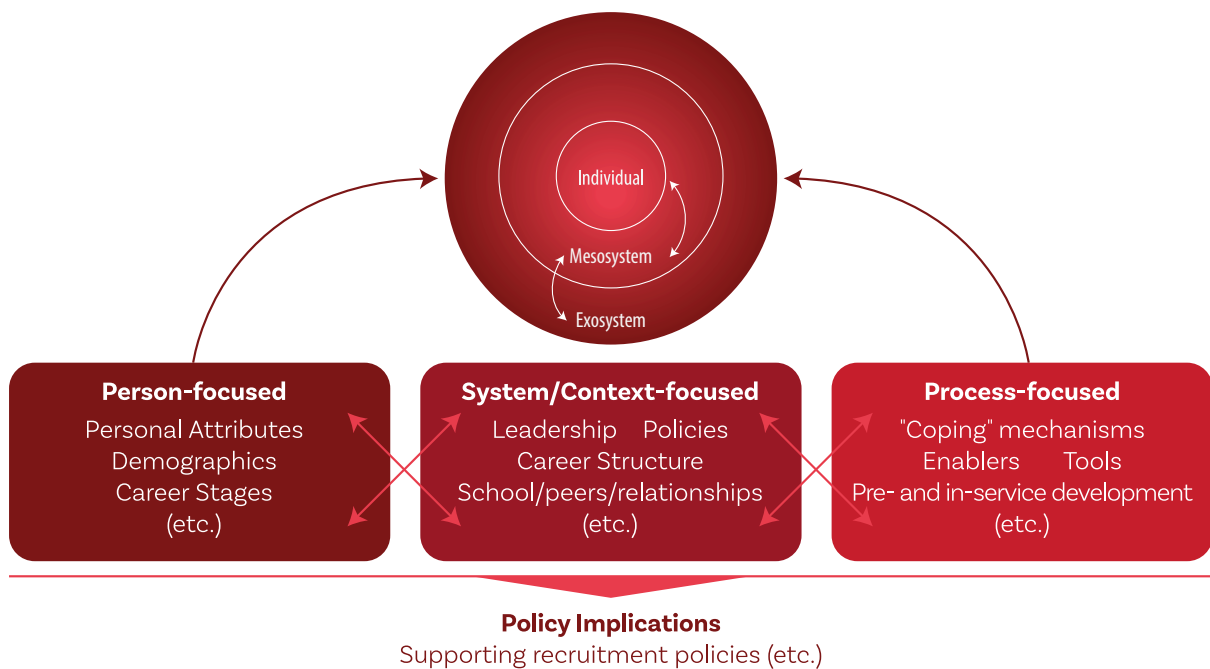 Individual
Mesosystem
Exosystem
Person-focused
Personal Attributes
Demographics
Career Stages
(etc.)
System/Context-focused
Leadership Policies
Career Structure
School/peers/relationships
(etc.)
Process-focused
"Coping" mechanisms
Enablers Tools
Pre- and in-service development
(etc.)
Policy Implications
Supporting recruitment policies (etc.)